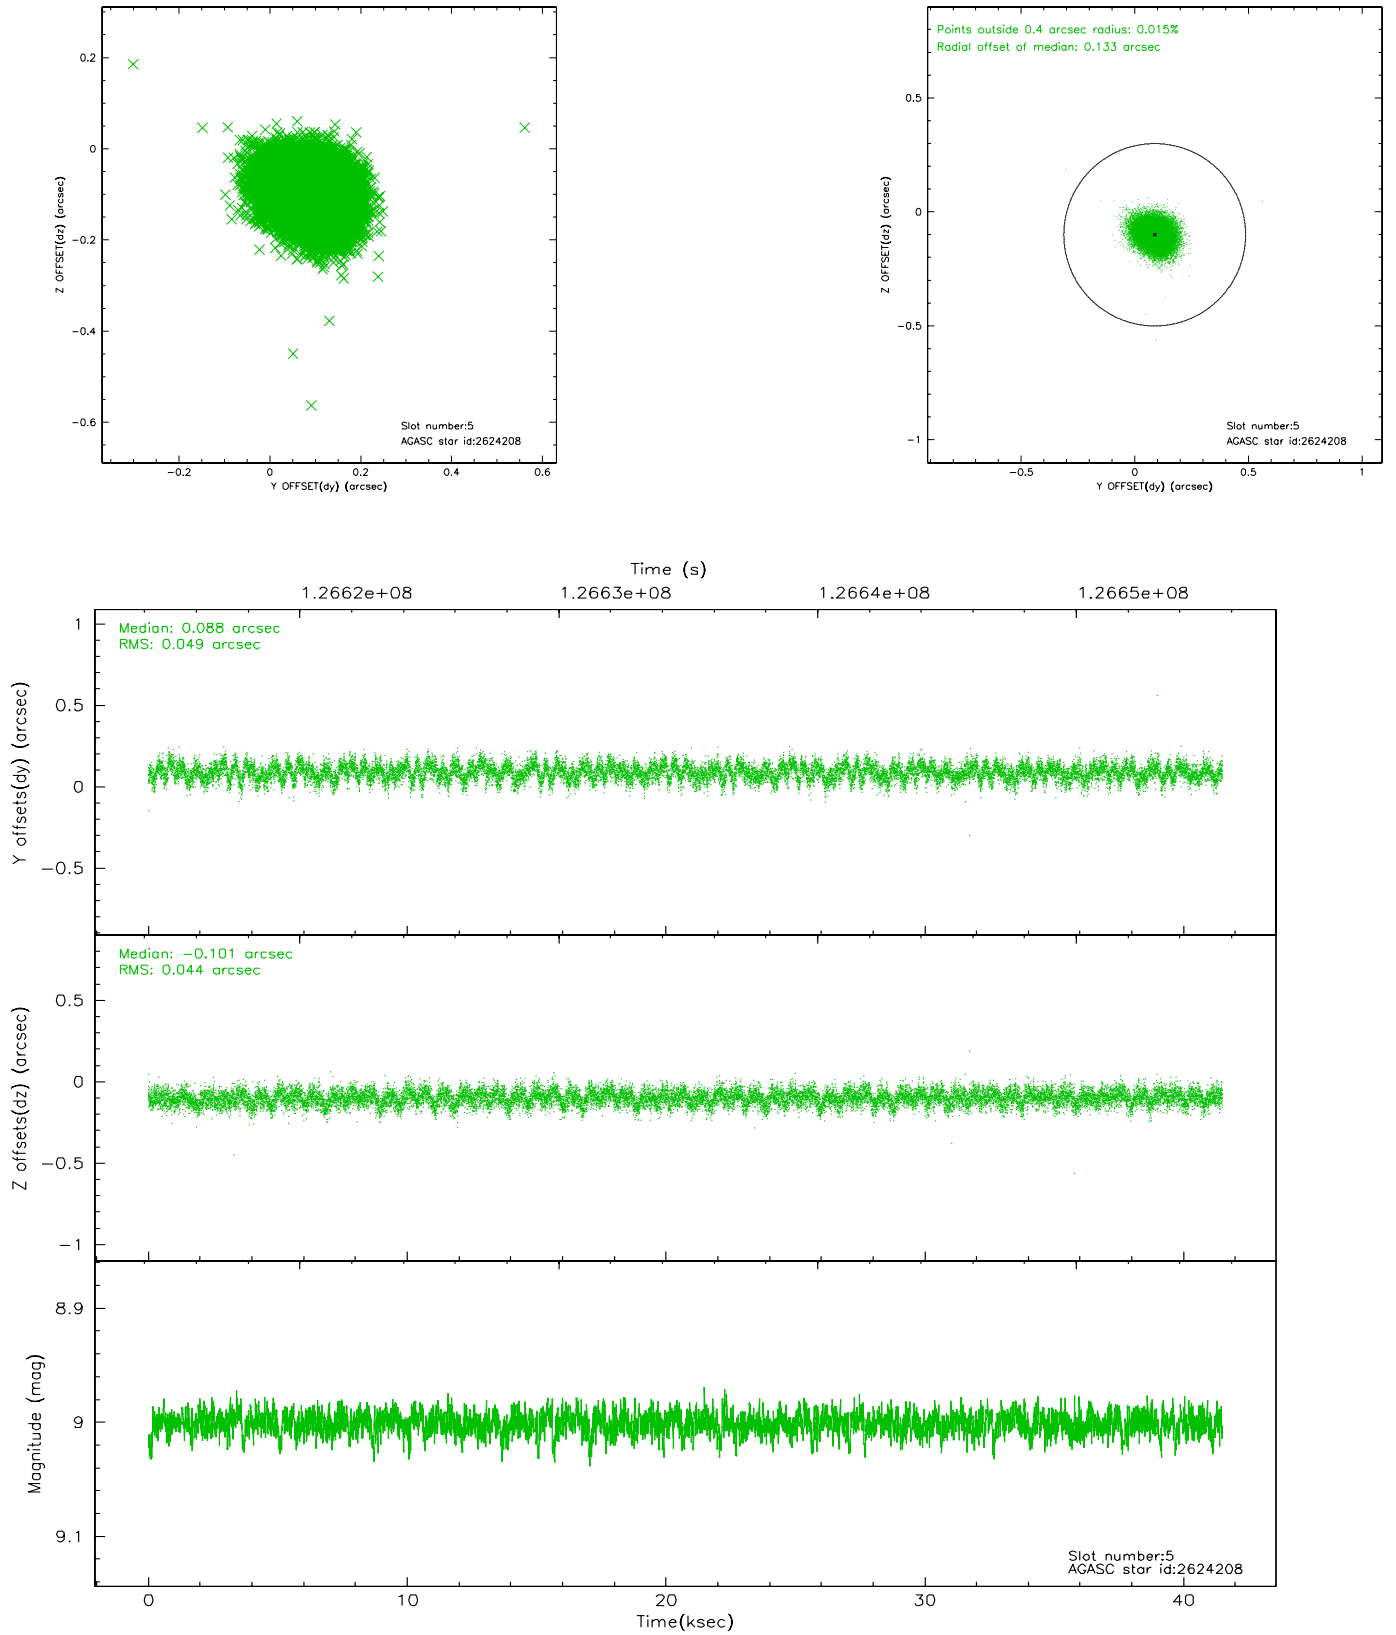 0.2
0
−0.2
−0.4
−0.6
Z OFFSET(dz) (arcsec)
Slot number:5
AGASC star id:2624208
−0.2 0 0.2 0.4 0.6
Y OFFSET(dy) (arcsec)
Points outside 0.4 arcsec radius: 0.015%
Radial offset of median: 0.133 arcsec
0.5
0
−0.5
−1
Z OFFSET(dz) (arcsec)
Slot number:5
AGASC star id:2624208
−0.5 0 0.5 1
Y OFFSET(dy) (arcsec)
Time (s)
1.2662e+08 1.2663e+08 1.2664e+08 1.2665e+08
Median: 0.088 arcsec
RMS: 0.049 arcsec
1
0.5
0
−0.5
Y offsets(dy) (arcsec)
Median: −0.101 arcsec
RMS: 0.044 arcsec
0.5
0
−0.5
−1
Z offsets(dz) (arcsec)
8.9
9
9.1
Magnitude (mag)
Slot number:5
AGASC star id:2624208
0 10 20 30 40
Time(ksec)